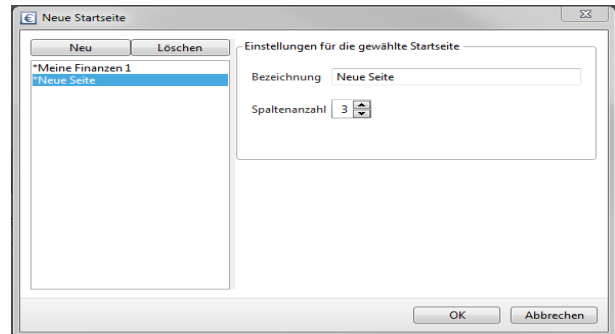 Neue Startseite
Neu Löschen
*Meine Finanzen 1
*Neue Seite
Einstellungen für die gewählte Startseite
Bezeichnung Neue Seite
Spaltenanzahl 3
OK Abbrechen